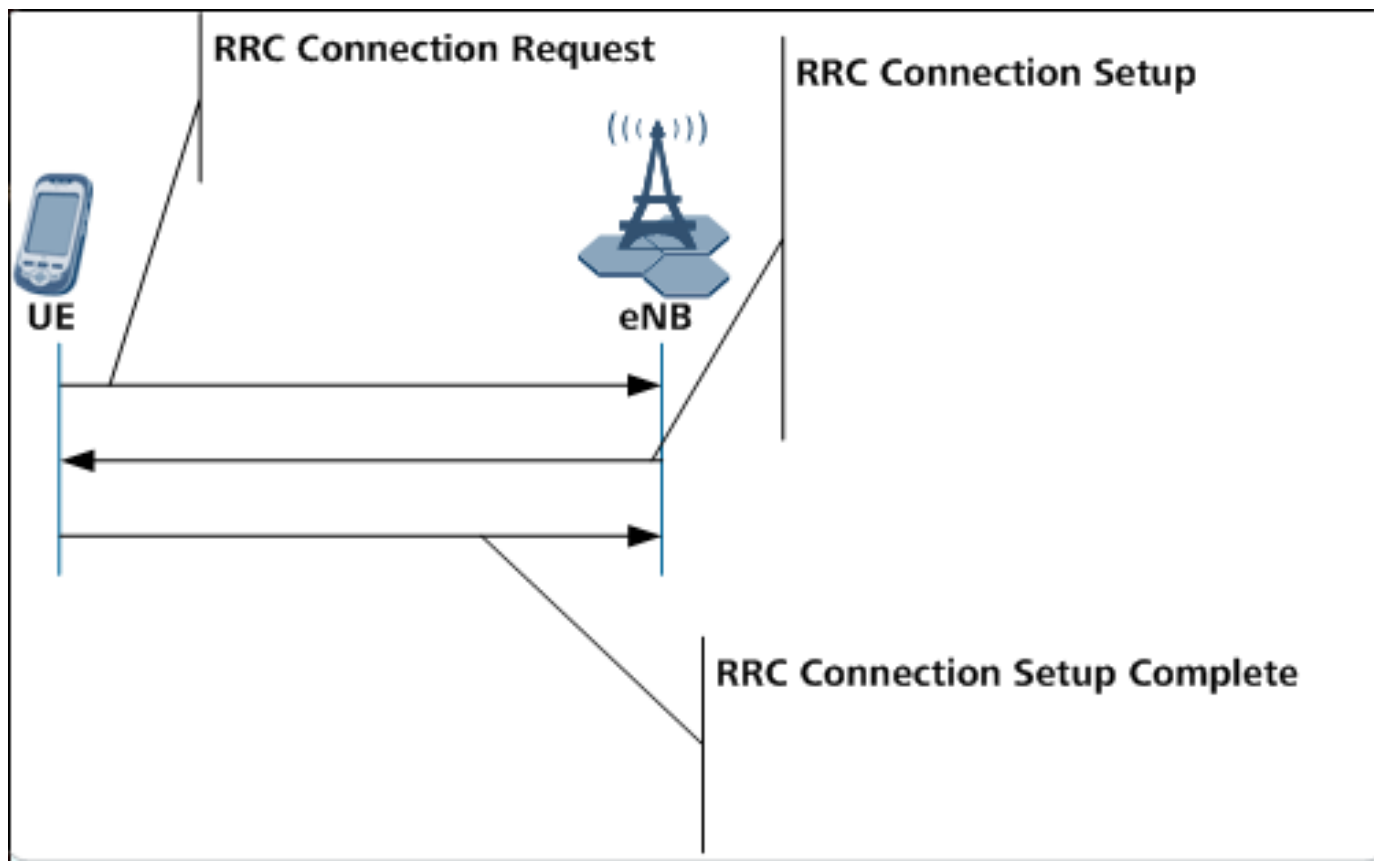 RRC Connection Request
RRC Connection Setup
UE
eNB
RRC Connection Setup Complete